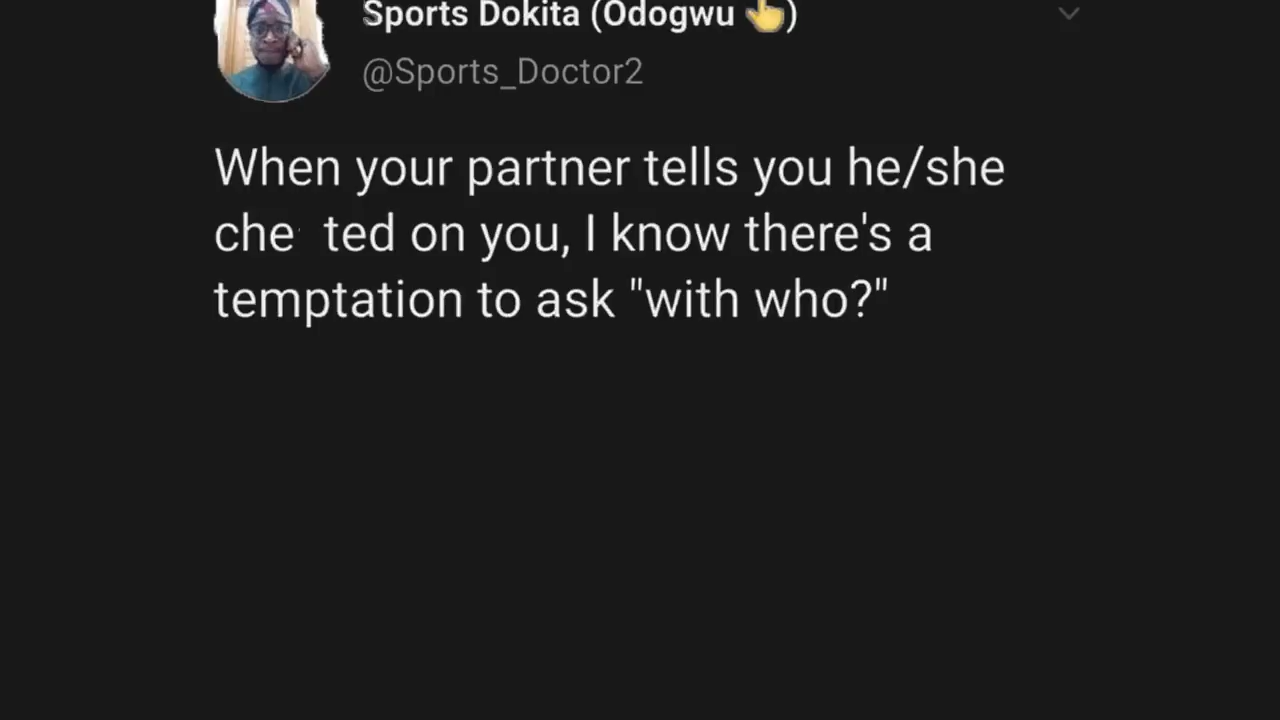 Sports Dokita (Odogwu 👆)
@Sports_Doctor2
When your partner tells you he/she
che ted on you, I know there's a
temptation to ask "with who?"